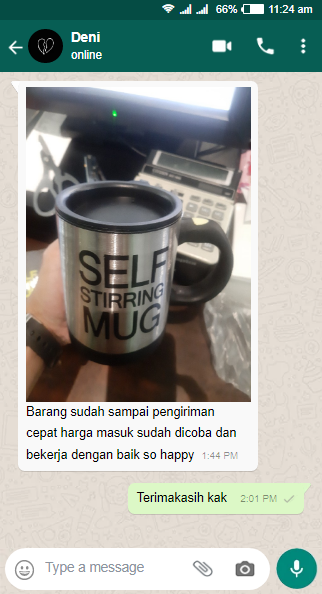 66% 11:24 am
Deni
online
SELF
STIRRING
MUG
Barang sudah sampai pengiriman
cepat harga masuk sudah dicoba dan
bekerja dengan baik so happy 1:44 PM
Terimakasih kak 2:01 PM
Type a message